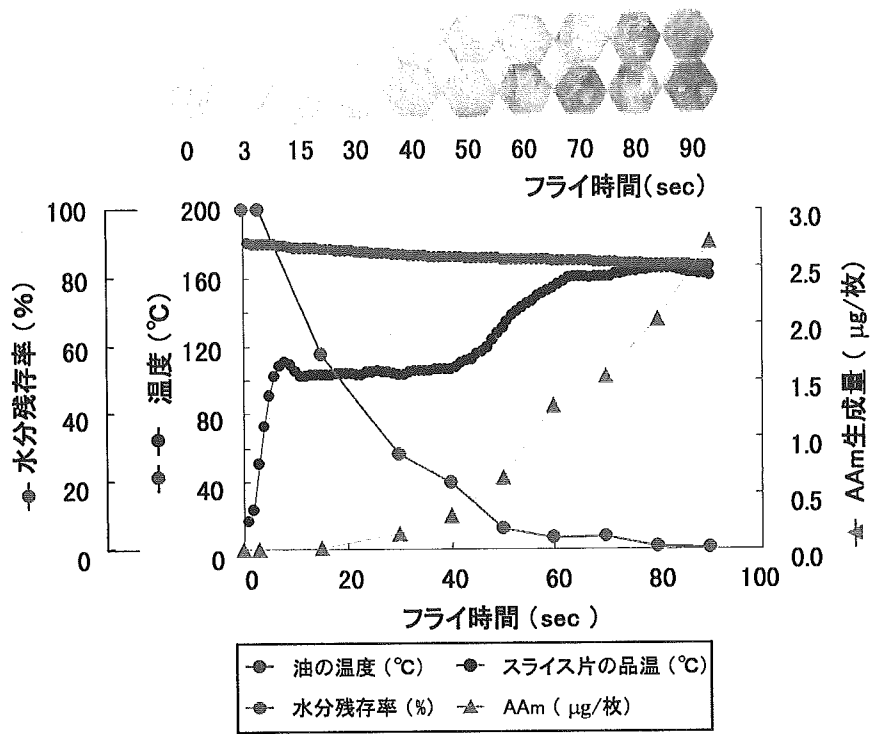 0 3 15 30 40 50 60 70 80 90
フライ時間(sec)
100 200 3.0
80 160 2.5
2.0
60 120
1.5
40 80
1.0
20 40
0.5
0 0 0.0
水分残存率(%)
温度(℃)
AAm生成量(μg/枚)
0 20 40 60 80 100
フライ時間(sec)
油の温度(℃) スライス片の品温(℃)
水分残存率(%) AAm(μg/枚)